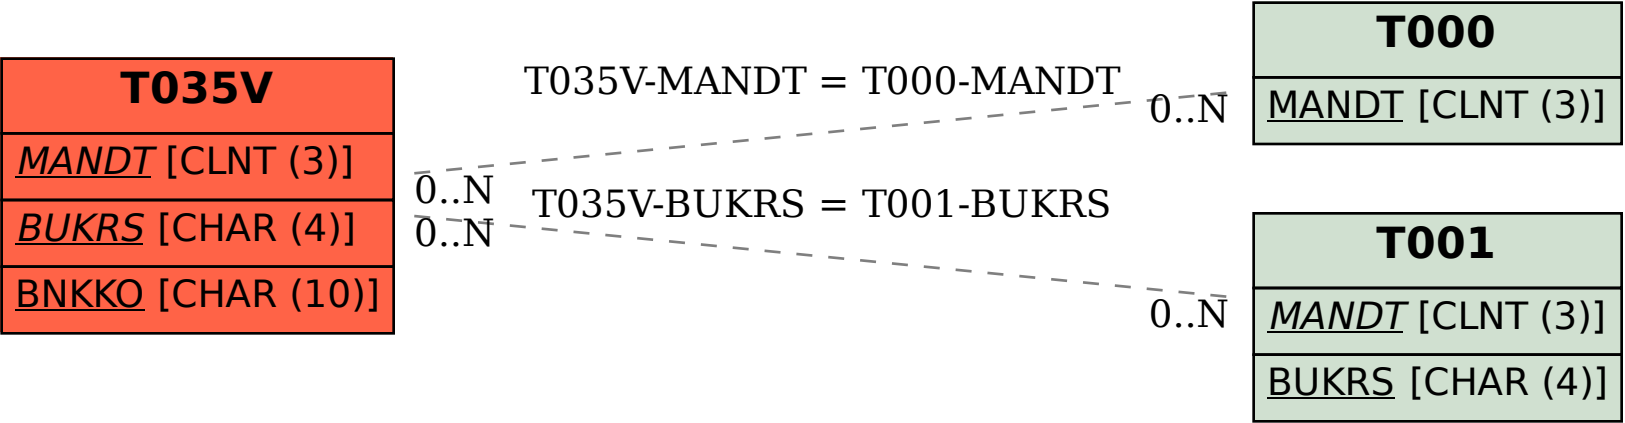 T035V
MANDT [CLNT (3)]
BUKRS [CHAR (4)]
BNKKO [CHAR (10)]
T035V-MANDT = T000-MANDT
0..N
0..N
T035V-BUKRS = T001-BUKRS
0..N
0..N
T000
MANDT [CLNT (3)]
T001
MANDT [CLNT (3)]
BUKRS [CHAR (4)]